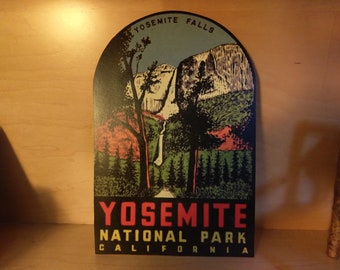 YOSEMITE FALLS
YOSEMITE
NATIONAL PARK
CALIFORNIA